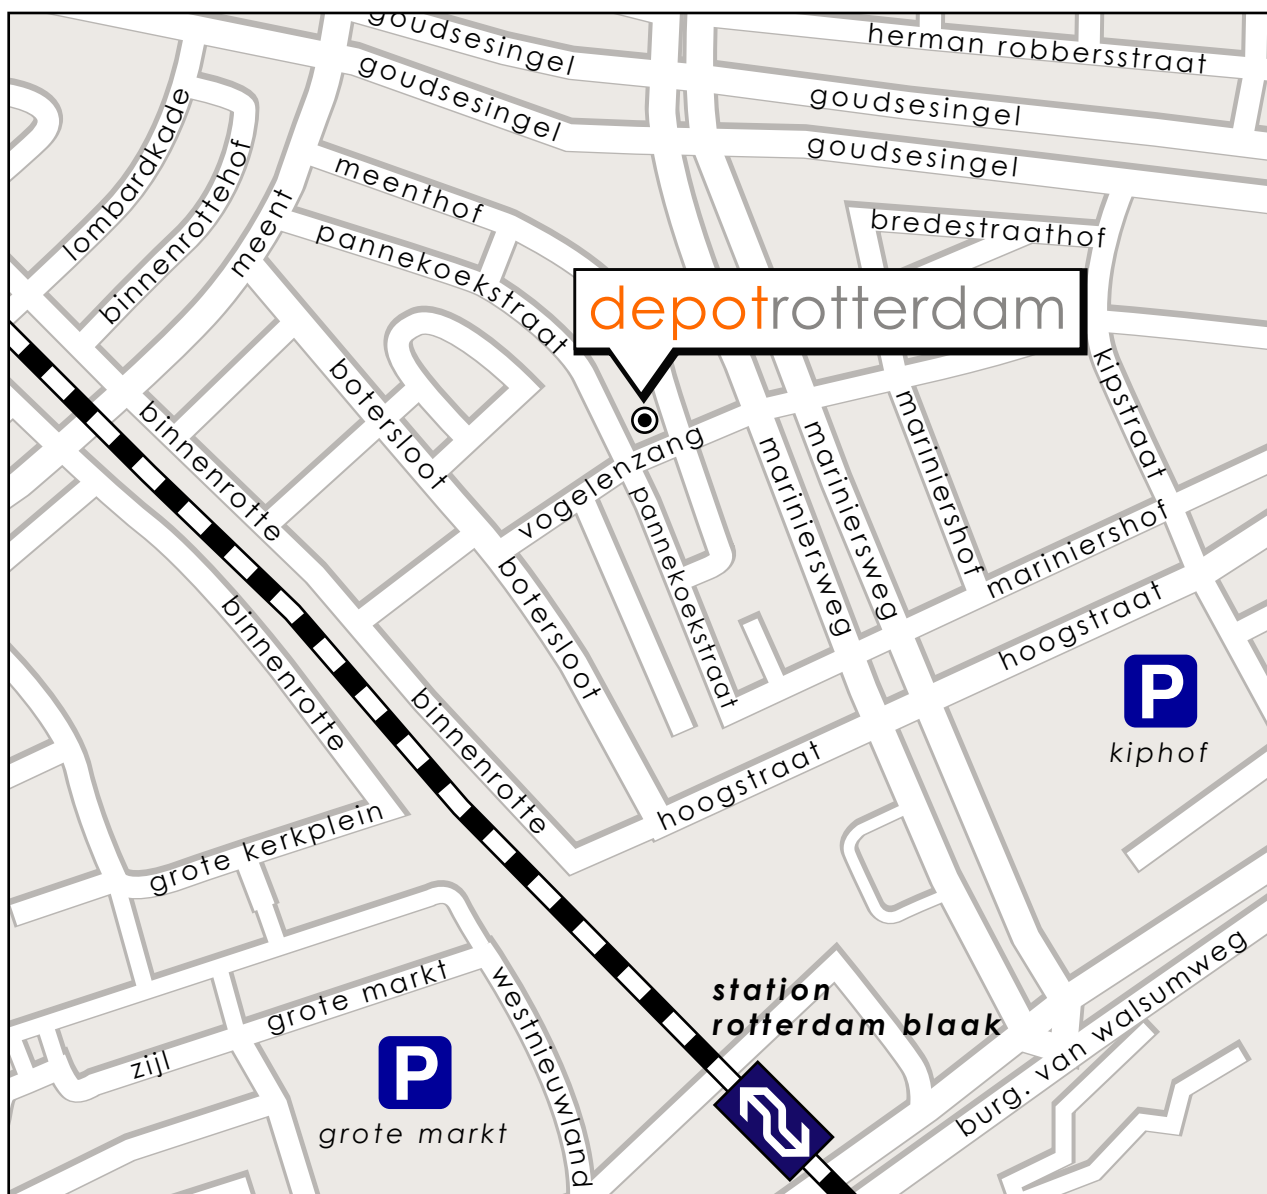 goudsesingel
herman robbersstraat
goudsesingel
goudsesingel
goudsesingel
lombardkade
binnenrottehof
meent
meenthof
bredestraathof
pannekoekstraat
depotrotterdam
kipstraat
botersloot
binnenrotte
vogelenzang
mariniershof
mariniersweg
mariniersweg
pannekoekstraat
mariniershof
botersloot
hoogstraat
binnenrotte
P
kiphof
binnenrotte
hoogstraat
grote kerkplein
grote markt
westnieuwland
station
rotterdam blaak
burg. van walsumweg
zijl
P
grote markt